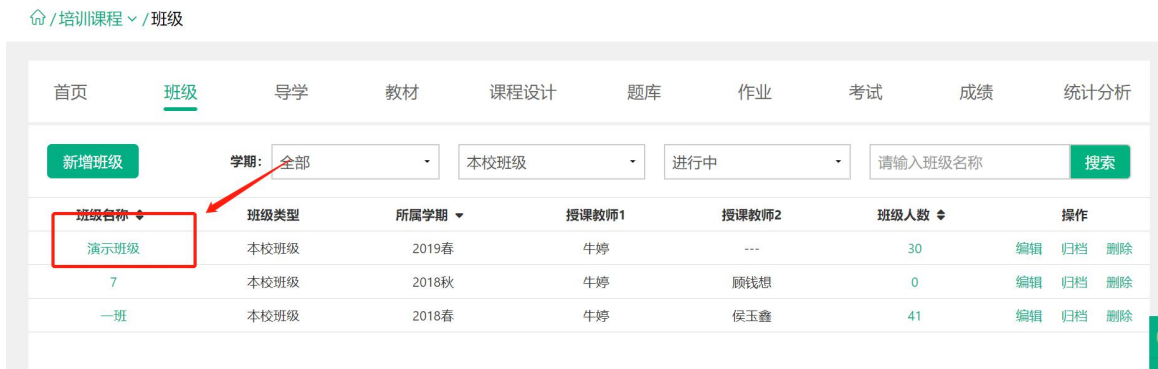 /培训课程 /班级
首页 班级 导学 教材 课程设计 题库 作业 考试 成绩 统计分析
新增班级 学期: 全部 本校班级 进行中 请输入班级名称 搜索
班级名称 班级类型 所属学期 授课教师1 授课教师2 班级人数 操作
演示班级 本校班级 2019春 牛婷 --- 30 编辑 归档 删除
7 本校班级 2018秋 牛婷 顾钱想 0 编辑 归档 删除
一班 本校班级 2018春 牛婷 侯玉鑫 41 编辑 归档 删除